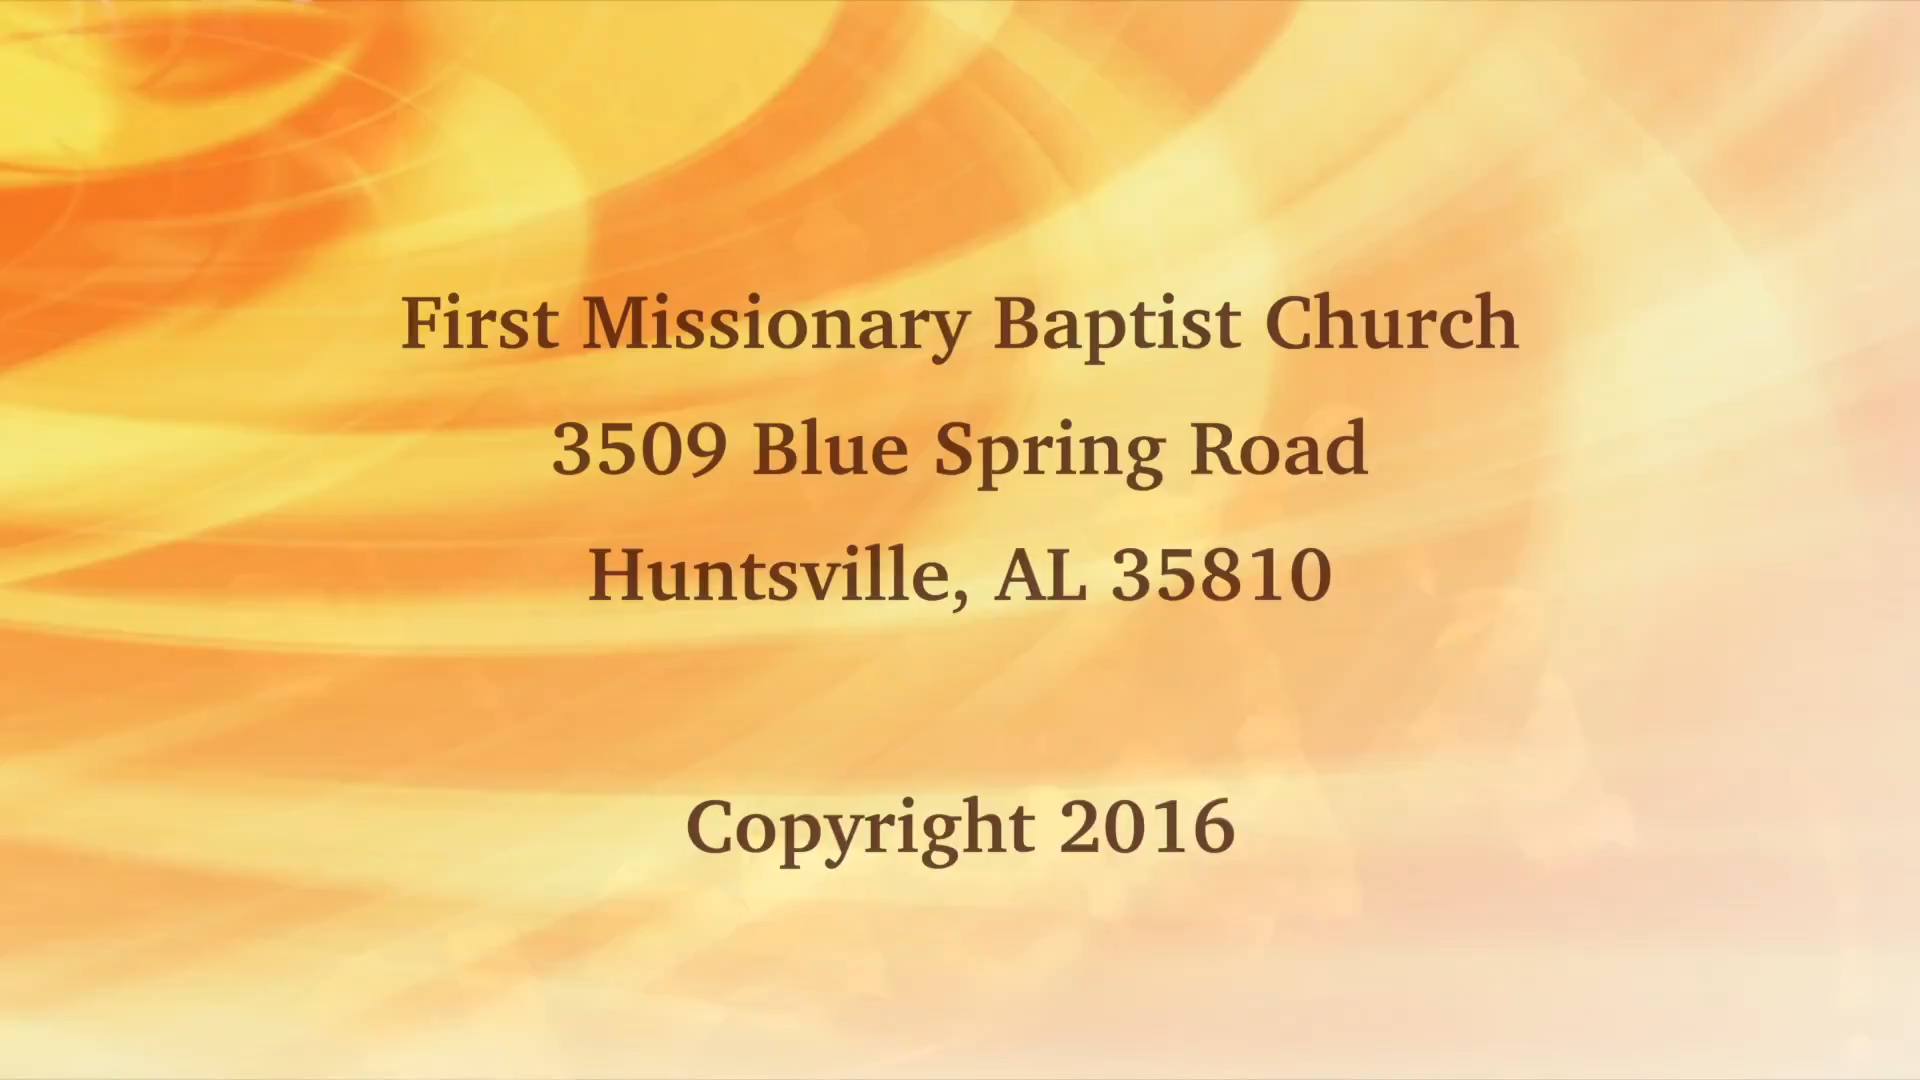 First Missionary Baptist Church
3509 Blue Spring Road
Huntsville, AL 35810
Copyright 2016